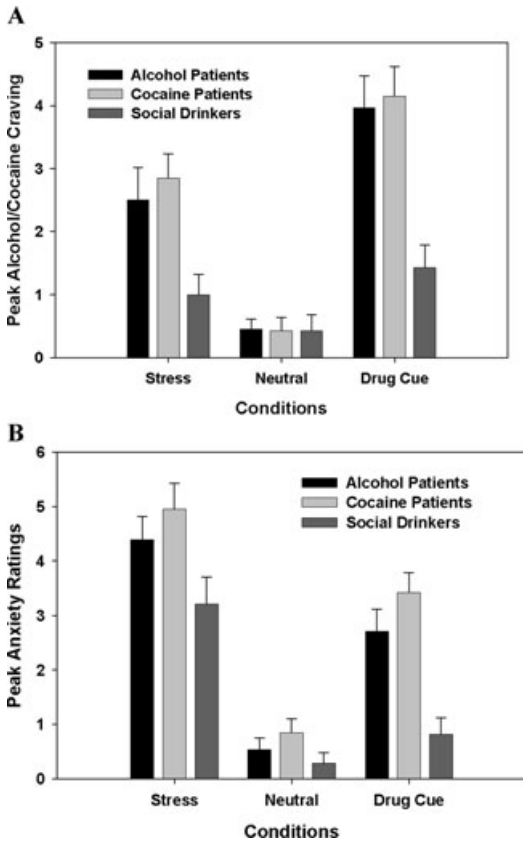 A
Peak Alcohol/Cocaine Craving
5
4
3
2
1
0
Alcohol Patients
Cocaine Patients
Social Drinkers
Stress
Neutral
Drug Cue
Conditions
B
Peak Anxiety Ratings
6
5
4
3
2
1
0
Alcohol Patients
Cocaine Patients
Social Drinkers
Stress
Neutral
Drug Cue
Conditions